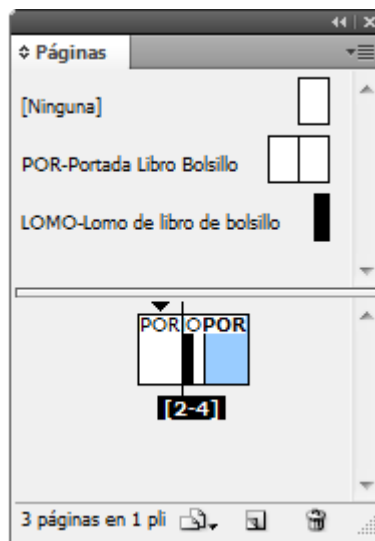 Páginas
[Ninguna]
POR-Portada Libro Bolsillo
LOMO-Lomo de libro de bolsillo
POR OPOR
[2-4]
3 páginas en 1 pli